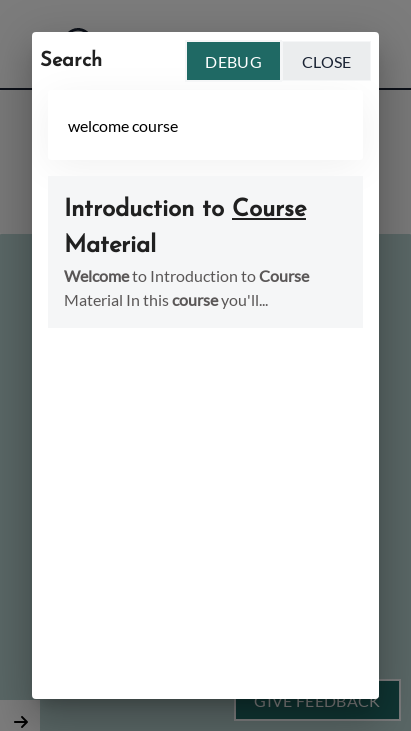 Search
DEBUG
CLOSE
welcome course
Introduction to Course
Material
Welcome to Introduction to Course
Material In this course you'll...
GIVE FEEDBACK